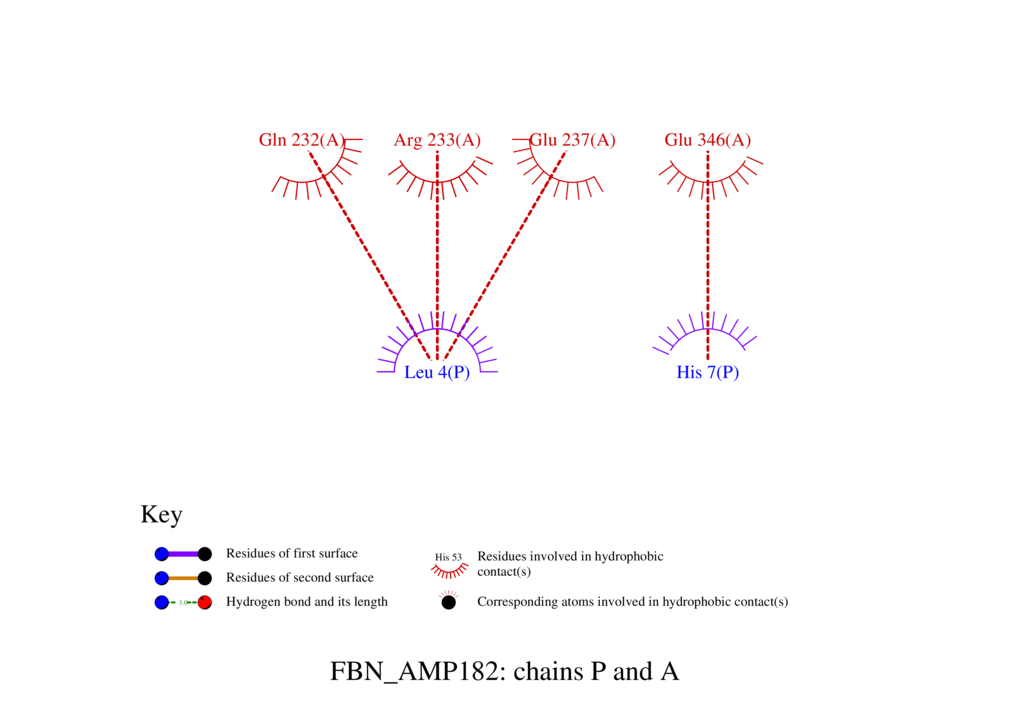 Gln 232(A) Arg 233(A) Glu 237(A) Glu 346(A)
Leu 4(P) His 7(P)
Key
Residues of first surface
Residues of second surface
3.0
Hydrogen bond and its length
His 53
Residues involved in hydrophobic
contact(s)
Corresponding atoms involved in hydrophobic contact(s)
FBN_AMP182: chains P and A